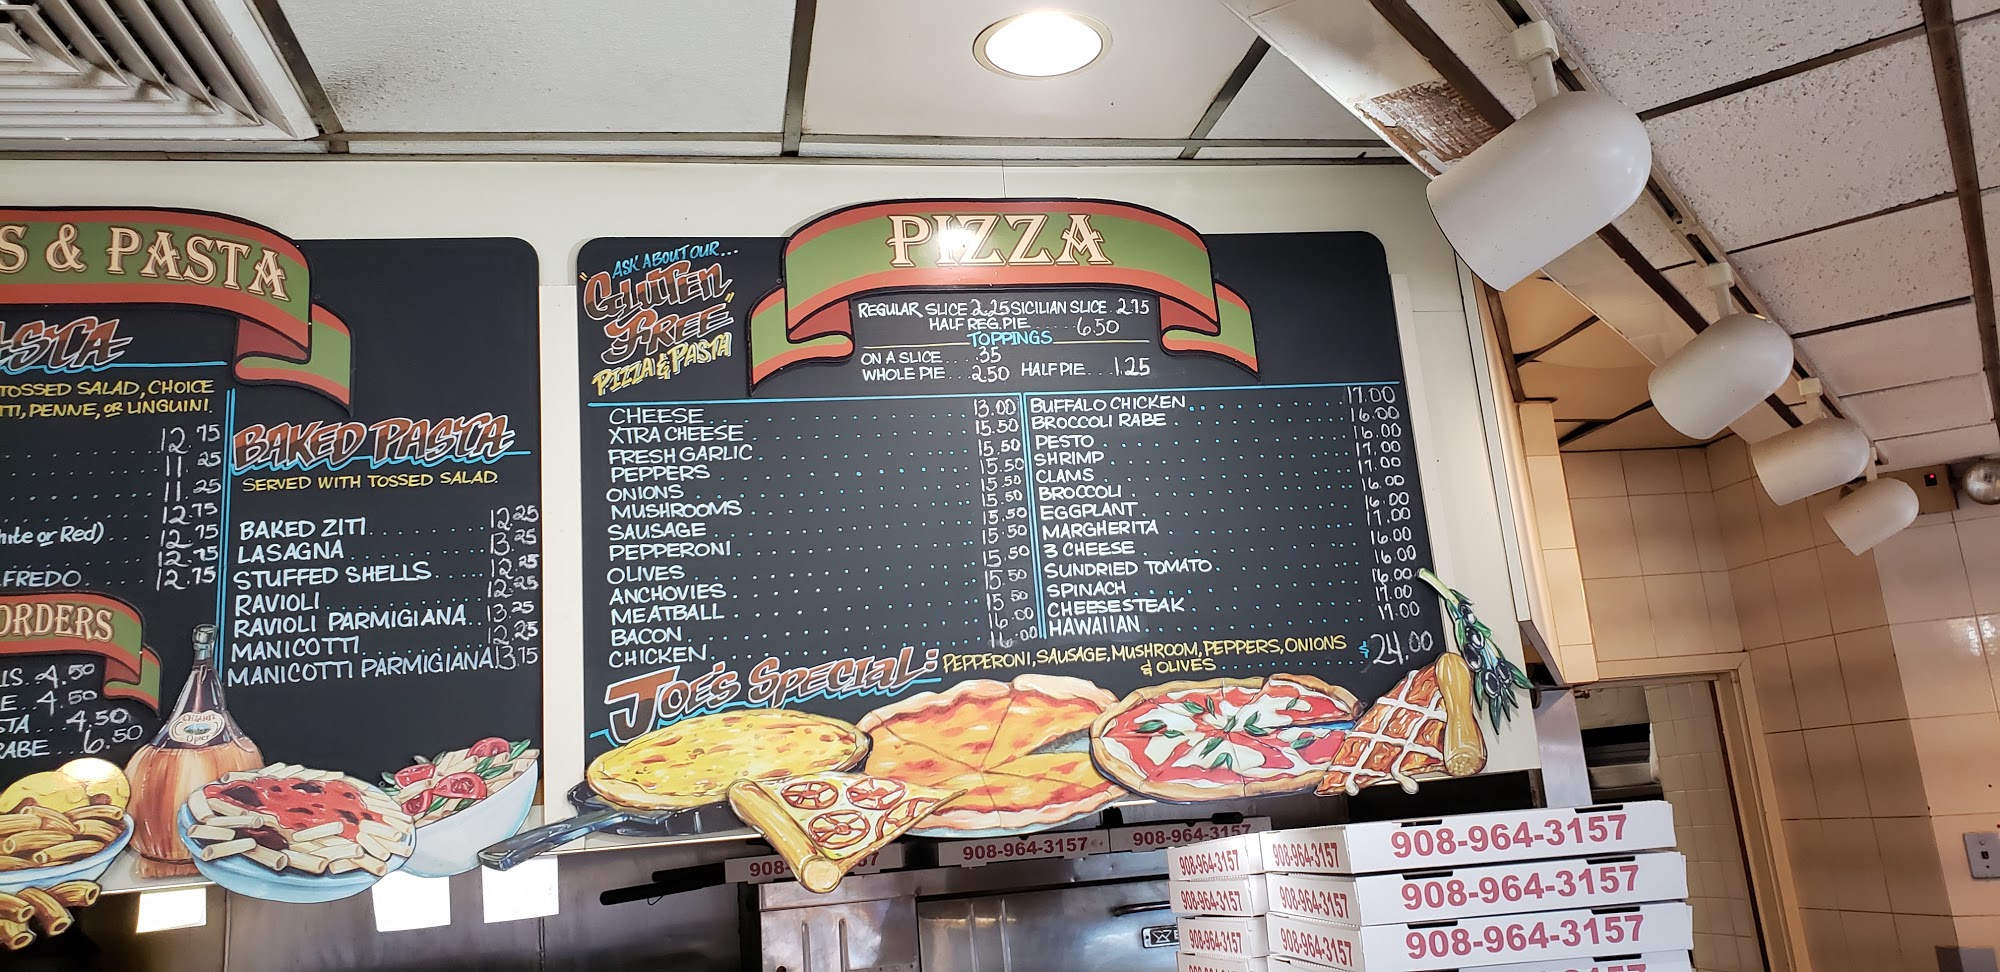 S & PASTA
TOSSED SALAD, CHOICE
TTI, PENNE, OR LINGUINI.
12.75
11.25
11.25
12.75
hite or Red) 12.75
12.75
LFREDO.... 12.75
ORDERS
LS. 4.50
E.. 4.50
STA ... 4.50
RABE... 6.50
BAKED PASTA
SERVED WITH TOSSED SALAD.
BAKED ZITI 12.25
LASAGNA 13.25
STUFFED SHELLS 12.25
RAVIOLI 12.25
RAVIOLI PARMIGIANA.. 13.25
MANICOTTI 12.25
MANICOTTI PARMIGIANA 13.75
ASK ABOUT OUR...
"GLUTEN
FREE"
PIZZA & PASTA
PIZZA
REGULAR SLICE 2.25 SICILIAN SLICE. 2.75
HALF REG. PIE....... 6.50
TOPPINGS
ON A SLICE .... .35
WHOLE PIE ... 2.50 HALF PIE.... 1.25
CHEESE 13.00
XTRA CHEESE 15.50
FRESH GARLIC 15.50
PEPPERS 15.50
ONIONS 15.50
MUSHROOMS 15.50
SAUSAGE 15.50
PEPPERONI 15.50
OLIVES 15.50
ANCHOVIES 15.50
MEATBALL 15.50
BACON 16.00
CHICKEN 16.00
BUFFALO CHICKEN 17.00
BROCCOLI RABE 16.00
PESTO 16.00
SHRIMP 17.00
CLAMS 17.00
BROCCOLI 16.00
EGGPLANT 16.00
MARGHERITA 17.00
3 CHEESE 16.00
SUNDRIED TOMATO 16.00
SPINACH 16.00
CHEESESTEAK 17.00
HAWAIIAN 17.00
JOE'S SPECIAL: PEPPERONI, SAUSAGE, MUSHROOM, PEPPERS, ONIONS
& OLIVES $24.00
908-964-3157
908-964-3157
908-964-3157
908-964-3157
908-964-3157
908-964-3157
908-964-3157
908-964-3157
908-964-3157
908-964-3157
908-964-3157